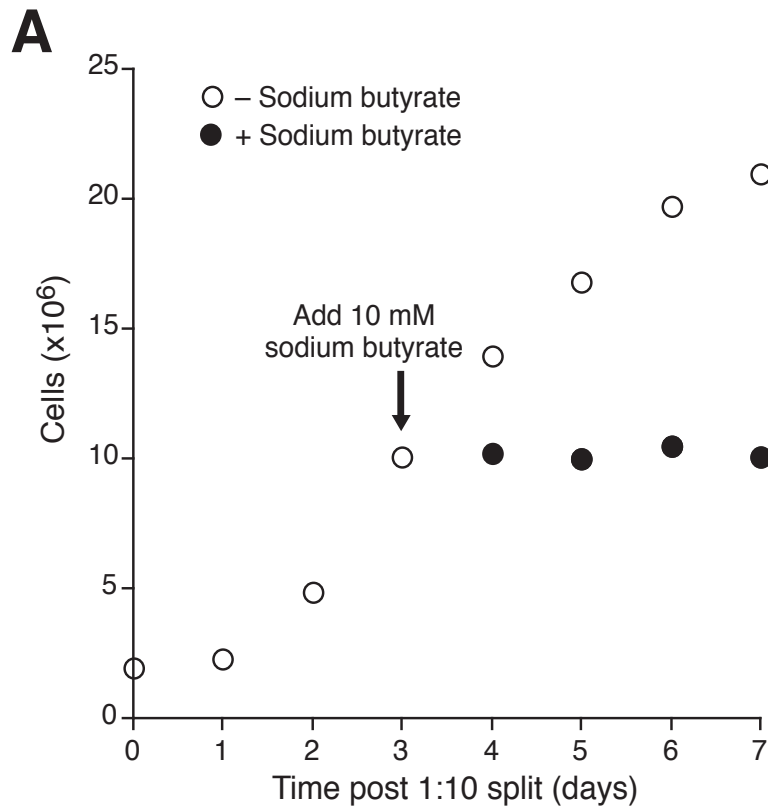 A
25
20
15
10
5
0
– Sodium butyrate
+ Sodium butyrate
Add 10 mM
sodium butyrate
Cells (x10⁶)
0 1 2 3 4 5 6 7
Time post 1:10 split (days)